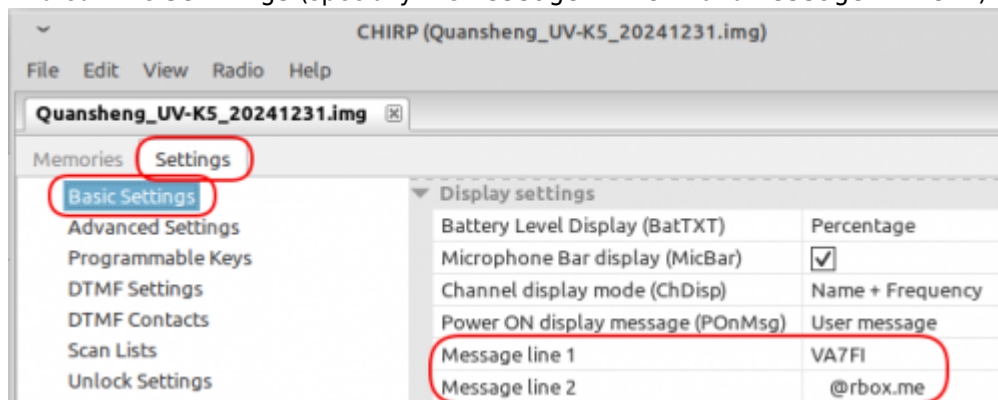 CHIRP (Quansheng_UV-K5_20241231.img)
File Edit View Radio Help
Quansheng_UV-K5_20241231.img
Memories Settings
Basic Settings
Advanced Settings
Programmable Keys
DTMF Settings
DTMF Contacts
Scan Lists
Unlock Settings
Display settings
Battery Level Display (BatTXT) Percentage
Microphone Bar display (MicBar)
Channel display mode (ChDisp) Name + Frequency
Power ON display message (POnMsg) User message
Message line 1 VA7FI
Message line 2 @rbox.me